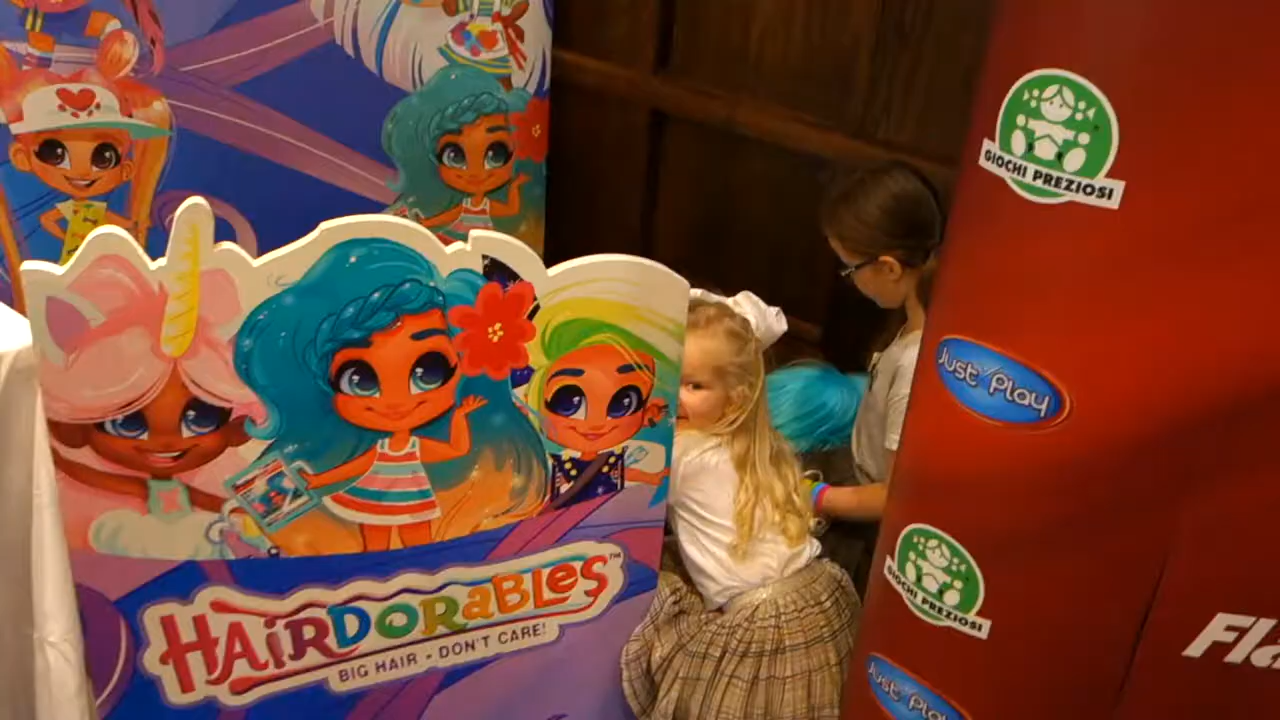 HAIRDORABLES™
BIG HAIR - DON'T CARE!
GIOCHI PREZIOSI
Just Play
GIOCHI PREZIOSI
Just Play